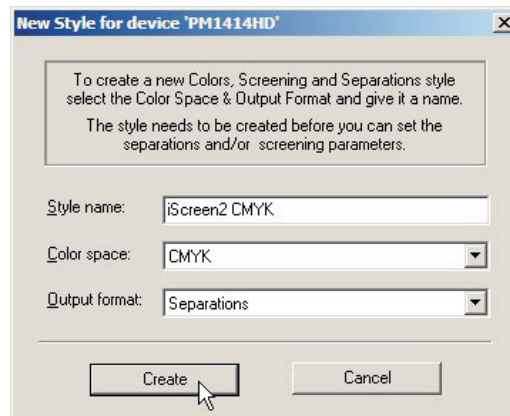 New Style for device 'PM1414HD'
To create a new Colors, Screening and Separations style
select the Color Space & Output Format and give it a name.
The style needs to be created before you can set the
separations and/or screening parameters.
Style name: iScreen2 CMYK
Color space: CMYK
Output format: Separations
Create Cancel